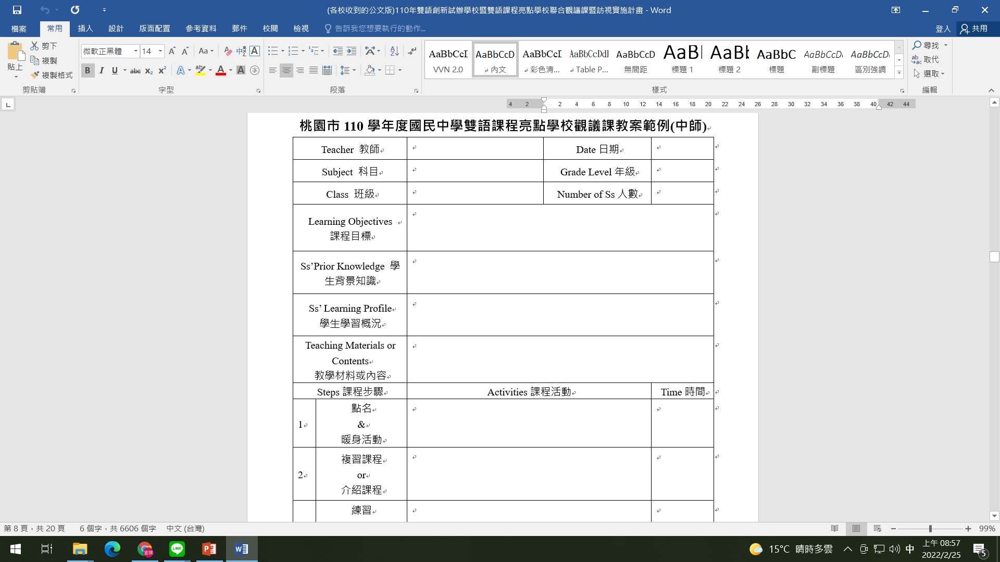 (各校收到的公文版)110年雙語創新試辦學校暨雙語課程亮點學校聯合觀議課暨訪視實施計畫 - Word
檔案 常用 插入 設計 版面配置 參考資料 郵件 校閱 檢視 告訴我您想要執行的動作... 登入 共用
貼上 剪下 複製 複製格式
微軟正黑體 14
剪貼簿 字型 段落 樣式 編輯
AaBbCcI AaBbCcD AaBbCcI AaBbCcDdI AaBbCcD AaBl AaBb AaBbC AaBbCcD AaBbCcD
VVN 2.0 內文 彩色清... Table P... 無間距 標題 1 標題 2 標題 副標題 區別強調
尋找
取代
選取
4 2 2 4 6 8 10 12 14 16 18 20 22 24 26 28 30 32 34 36 38 40 42 44
桃園市 110 學年度國民中學雙語課程亮點學校觀議課教案範例(中師)
Teacher 教師 Date 日期
Subject 科目 Grade Level 年級
Class 班級 Number of Ss 人數
Learning Objectives
課程目標
Ss’Prior Knowledge 學
生背景知識
Ss’ Learning Profile
學生學習概況
Teaching Materials or
Contents
教學材料或內容
Steps 課程步驟 Activities 課程活動 Time 時間
1 點名
&
暖身活動
2 複習課程
or
介紹課程
練習
第 8 頁，共 20 頁 6 個字，共 6606 個字 中文 (台灣) 99%
15°C 晴時多雲 中 上午 08:57
2022/2/25 5